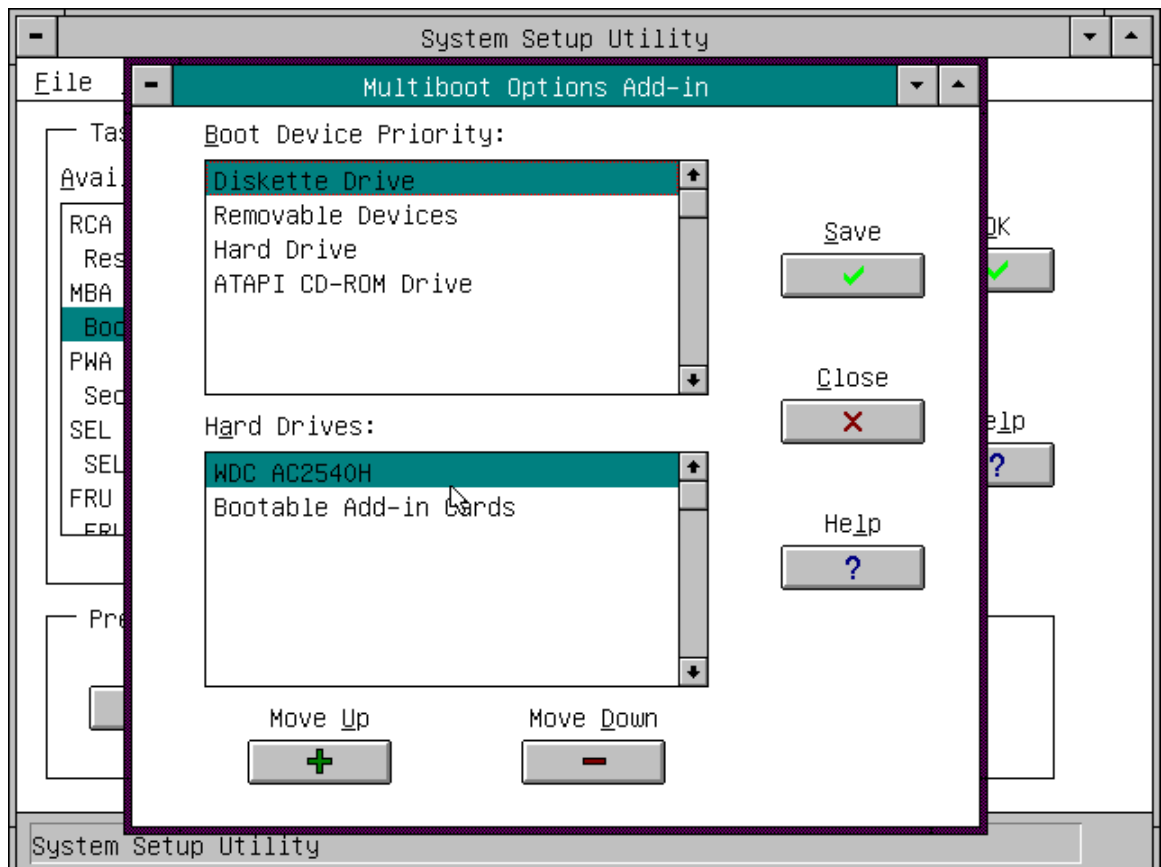 System Setup Utility
File
Multiboot Options Add-in
Boot Device Priority:
Diskette Drive
Removable Devices
Hard Drive
ATAPI CD-ROM Drive
Save
Close
Hard Drives:
WDC AC2540H
Bootable Add-in Cards
Help
?
Move Up
Move Down
RCA
MBA
PWA
SEL
SEL
FRU
?
System Setup Utility